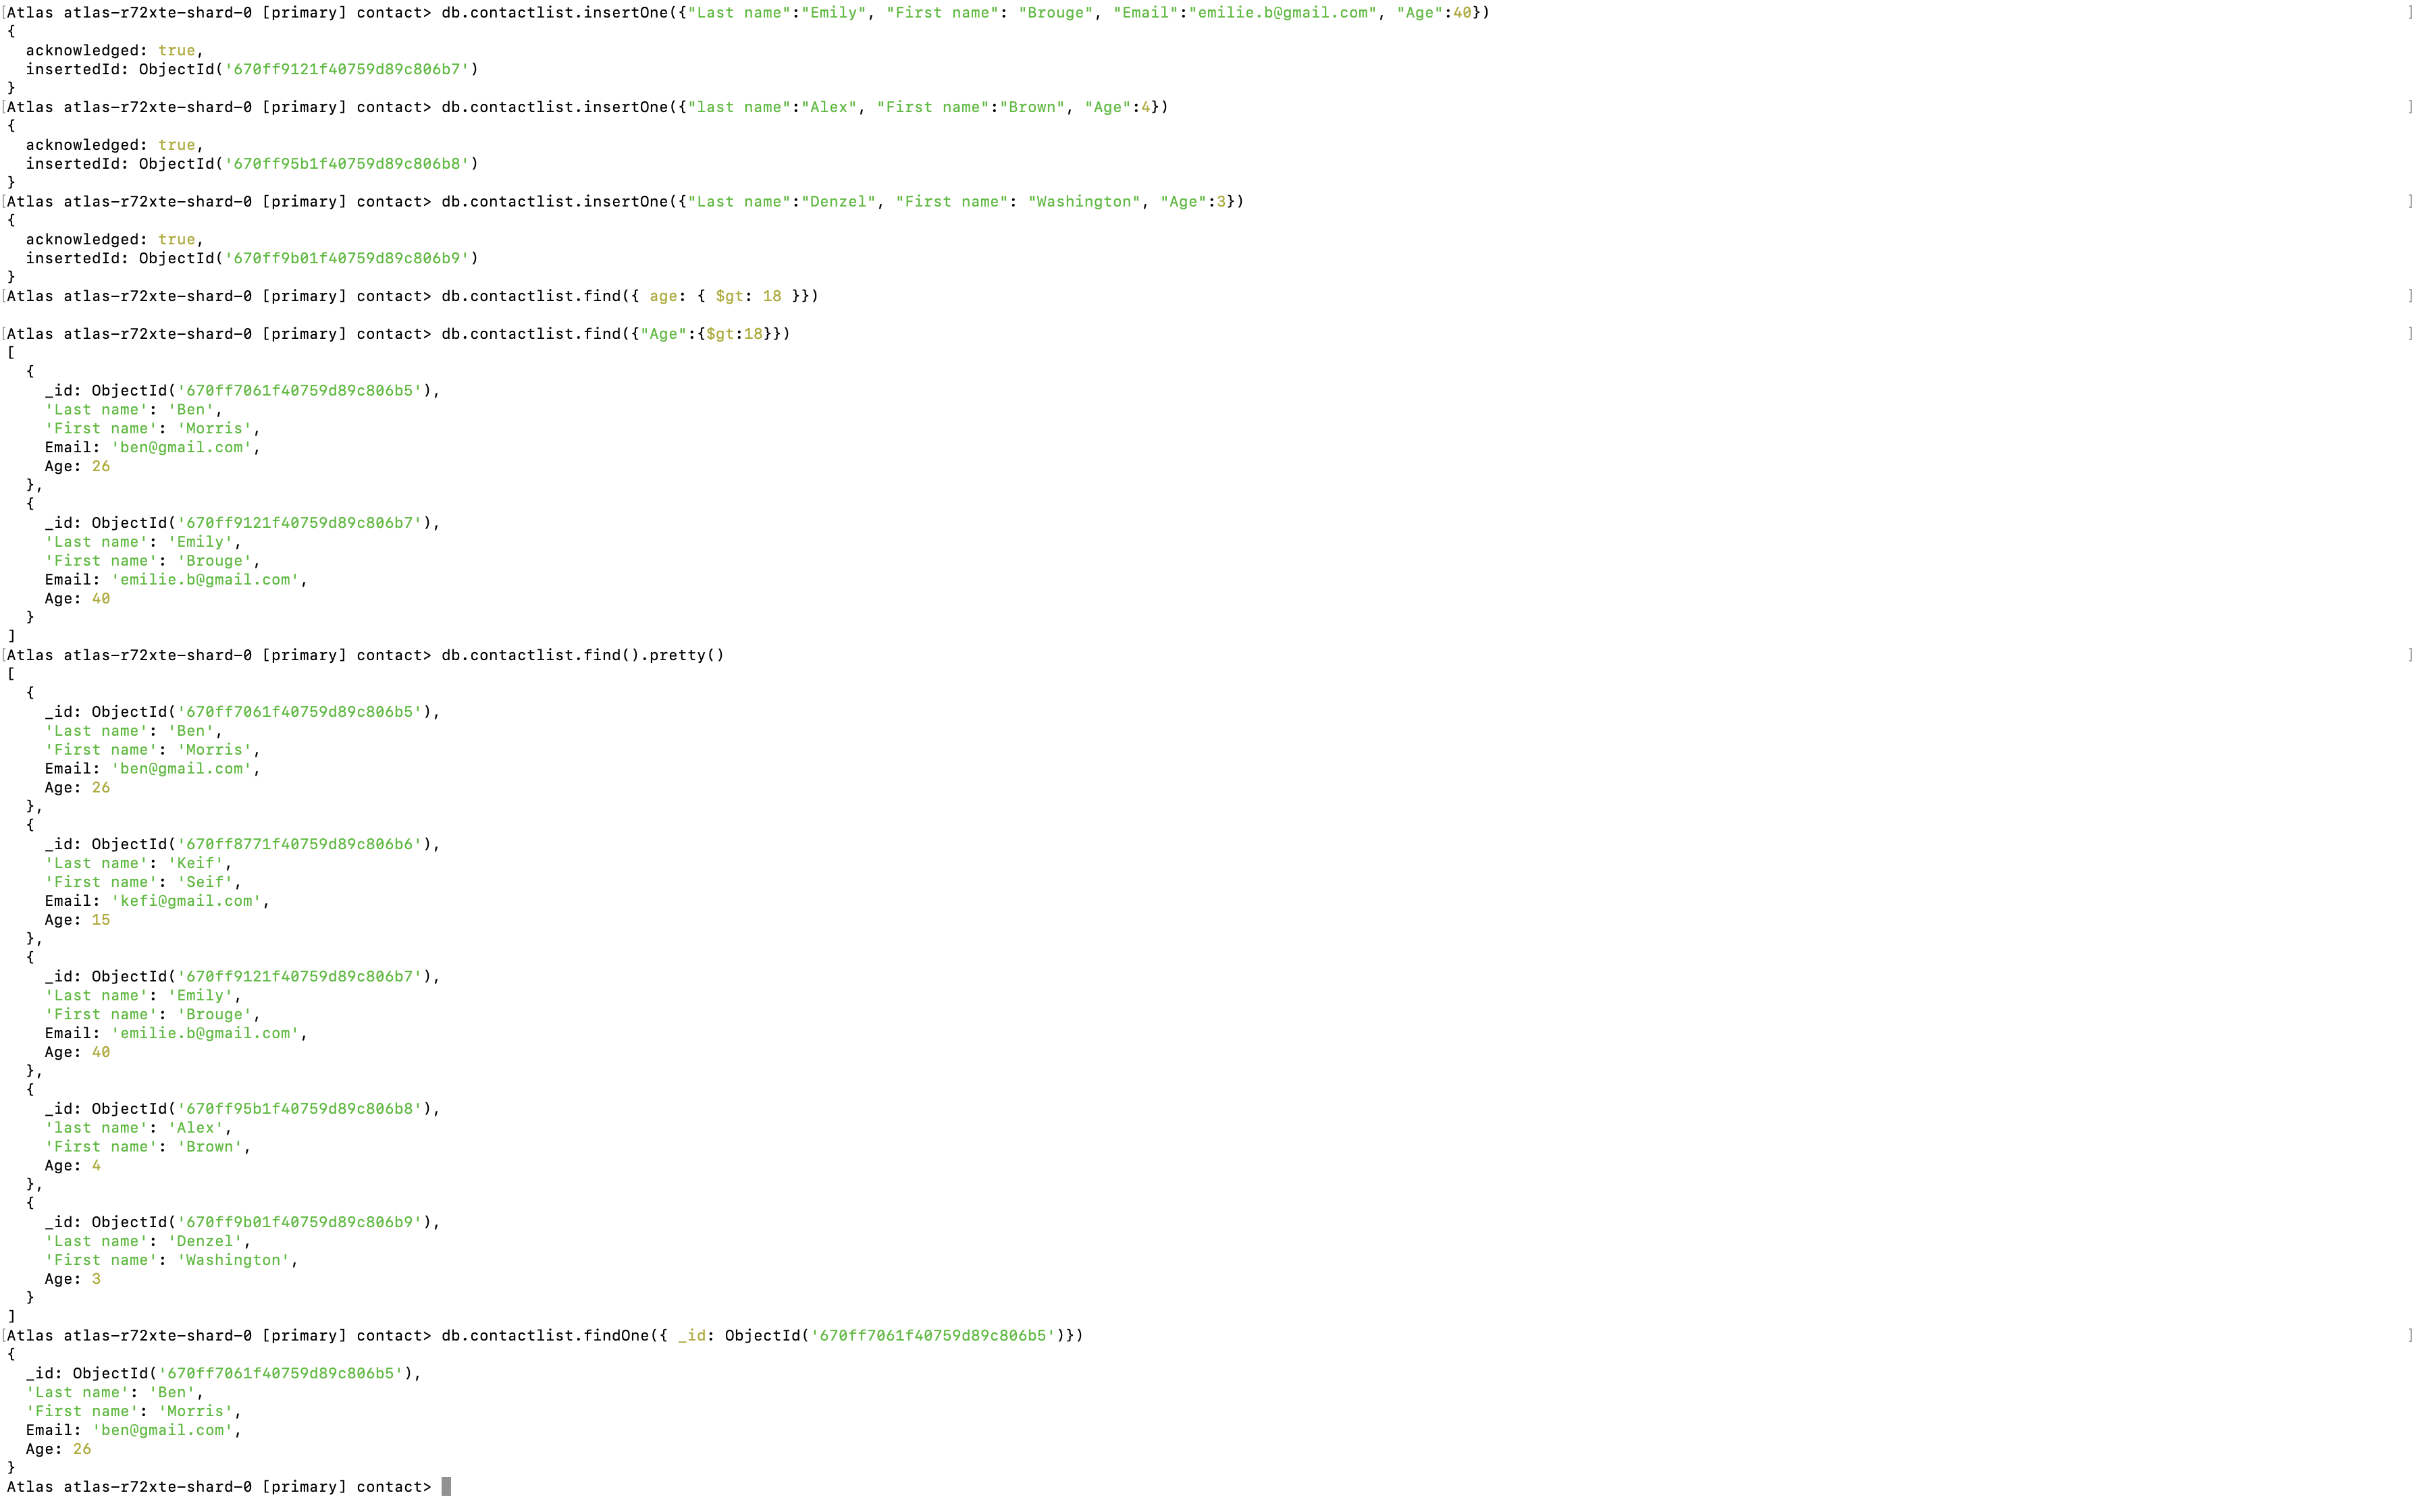 [Atlas atlas-r72xte-shard-0 [primary] contact> db.contactlist.insertOne({"Last name":"Emily", "First name": "Brouge", "Email":"emilie.b@gmail.com", "Age":40}) ]
{
  acknowledged: true,
  insertedId: ObjectId('670ff9121f40759d89c806b7')
}
[Atlas atlas-r72xte-shard-0 [primary] contact> db.contactlist.insertOne({"last name":"Alex", "First name":"Brown", "Age":4}) ]
{
  acknowledged: true,
  insertedId: ObjectId('670ff95b1f40759d89c806b8')
}
[Atlas atlas-r72xte-shard-0 [primary] contact> db.contactlist.insertOne({"Last name":"Denzel", "First name": "Washington", "Age":3}) ]
{
  acknowledged: true,
  insertedId: ObjectId('670ff9b01f40759d89c806b9')
}
[Atlas atlas-r72xte-shard-0 [primary] contact> db.contactlist.find({ age: { $gt: 18 }}) ]
[Atlas atlas-r72xte-shard-0 [primary] contact> db.contactlist.find({"Age":{$gt:18}}) ]
[
  {
    _id: ObjectId('670ff7061f40759d89c806b5'),
    'Last name': 'Ben',
    'First name': 'Morris',
    Email: 'ben@gmail.com',
    Age: 26
  },
  {
    _id: ObjectId('670ff9121f40759d89c806b7'),
    'Last name': 'Emily',
    'First name': 'Brouge',
    Email: 'emilie.b@gmail.com',
    Age: 40
  }
]
[Atlas atlas-r72xte-shard-0 [primary] contact> db.contactlist.find().pretty() ]
[
  {
    _id: ObjectId('670ff7061f40759d89c806b5'),
    'Last name': 'Ben',
    'First name': 'Morris',
    Email: 'ben@gmail.com',
    Age: 26
  },
  {
    _id: ObjectId('670ff8771f40759d89c806b6'),
    'Last name': 'Keif',
    'First name': 'Seif',
    Email: 'kefi@gmail.com',
    Age: 15
  },
  {
    _id: ObjectId('670ff9121f40759d89c806b7'),
    'Last name': 'Emily',
    'First name': 'Brouge',
    Email: 'emilie.b@gmail.com',
    Age: 40
  },
  {
    _id: ObjectId('670ff95b1f40759d89c806b8'),
    'last name': 'Alex',
    'First name': 'Brown',
    Age: 4
  },
  {
    _id: ObjectId('670ff9b01f40759d89c806b9'),
    'Last name': 'Denzel',
    'First name': 'Washington',
    Age: 3
  }
]
[Atlas atlas-r72xte-shard-0 [primary] contact> db.contactlist.findOne({ _id: ObjectId('670ff7061f40759d89c806b5')}) ]
{
  _id: ObjectId('670ff7061f40759d89c806b5'),
  'Last name': 'Ben',
  'First name': 'Morris',
  Email: 'ben@gmail.com',
  Age: 26
}
Atlas atlas-r72xte-shard-0 [primary] contact>